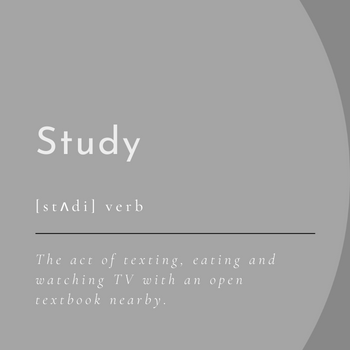 Study
[stʌdi] verb
The act of texting, eating and
watching TV with an open
textbook nearby.